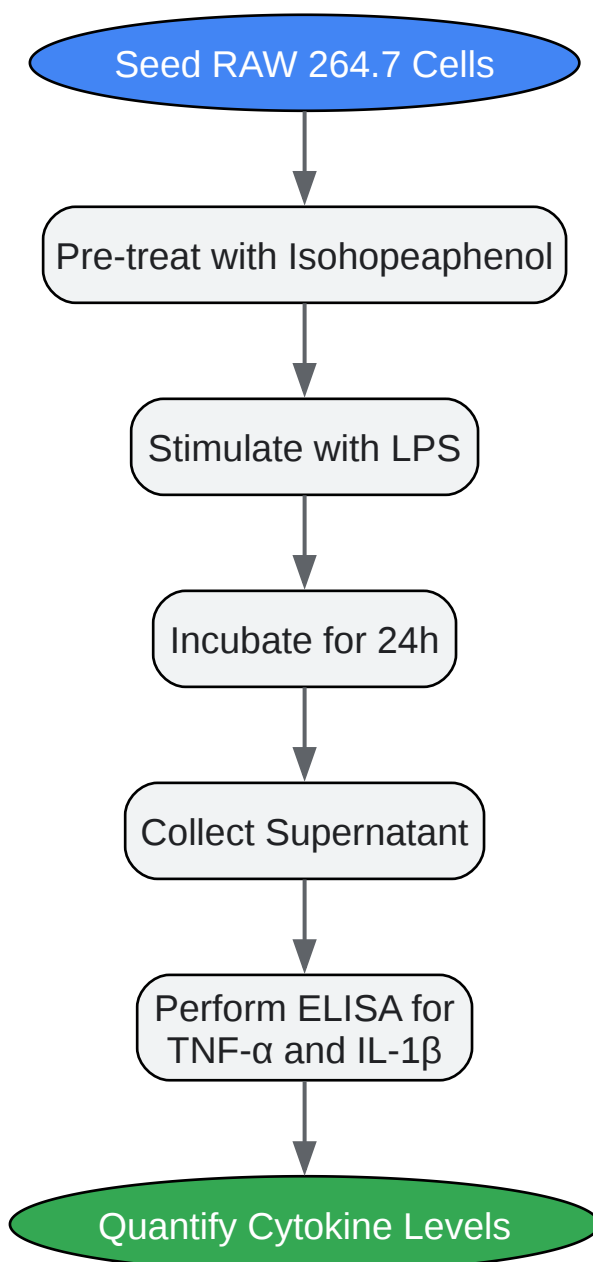 Seed RAW 264.7 Cells
Pre-treat with Isohopeaphenol
Stimulate with LPS
Incubate for 24h
Collect Supernatant
Perform ELISA for
TNF-α and IL-1β
Quantify Cytokine Levels